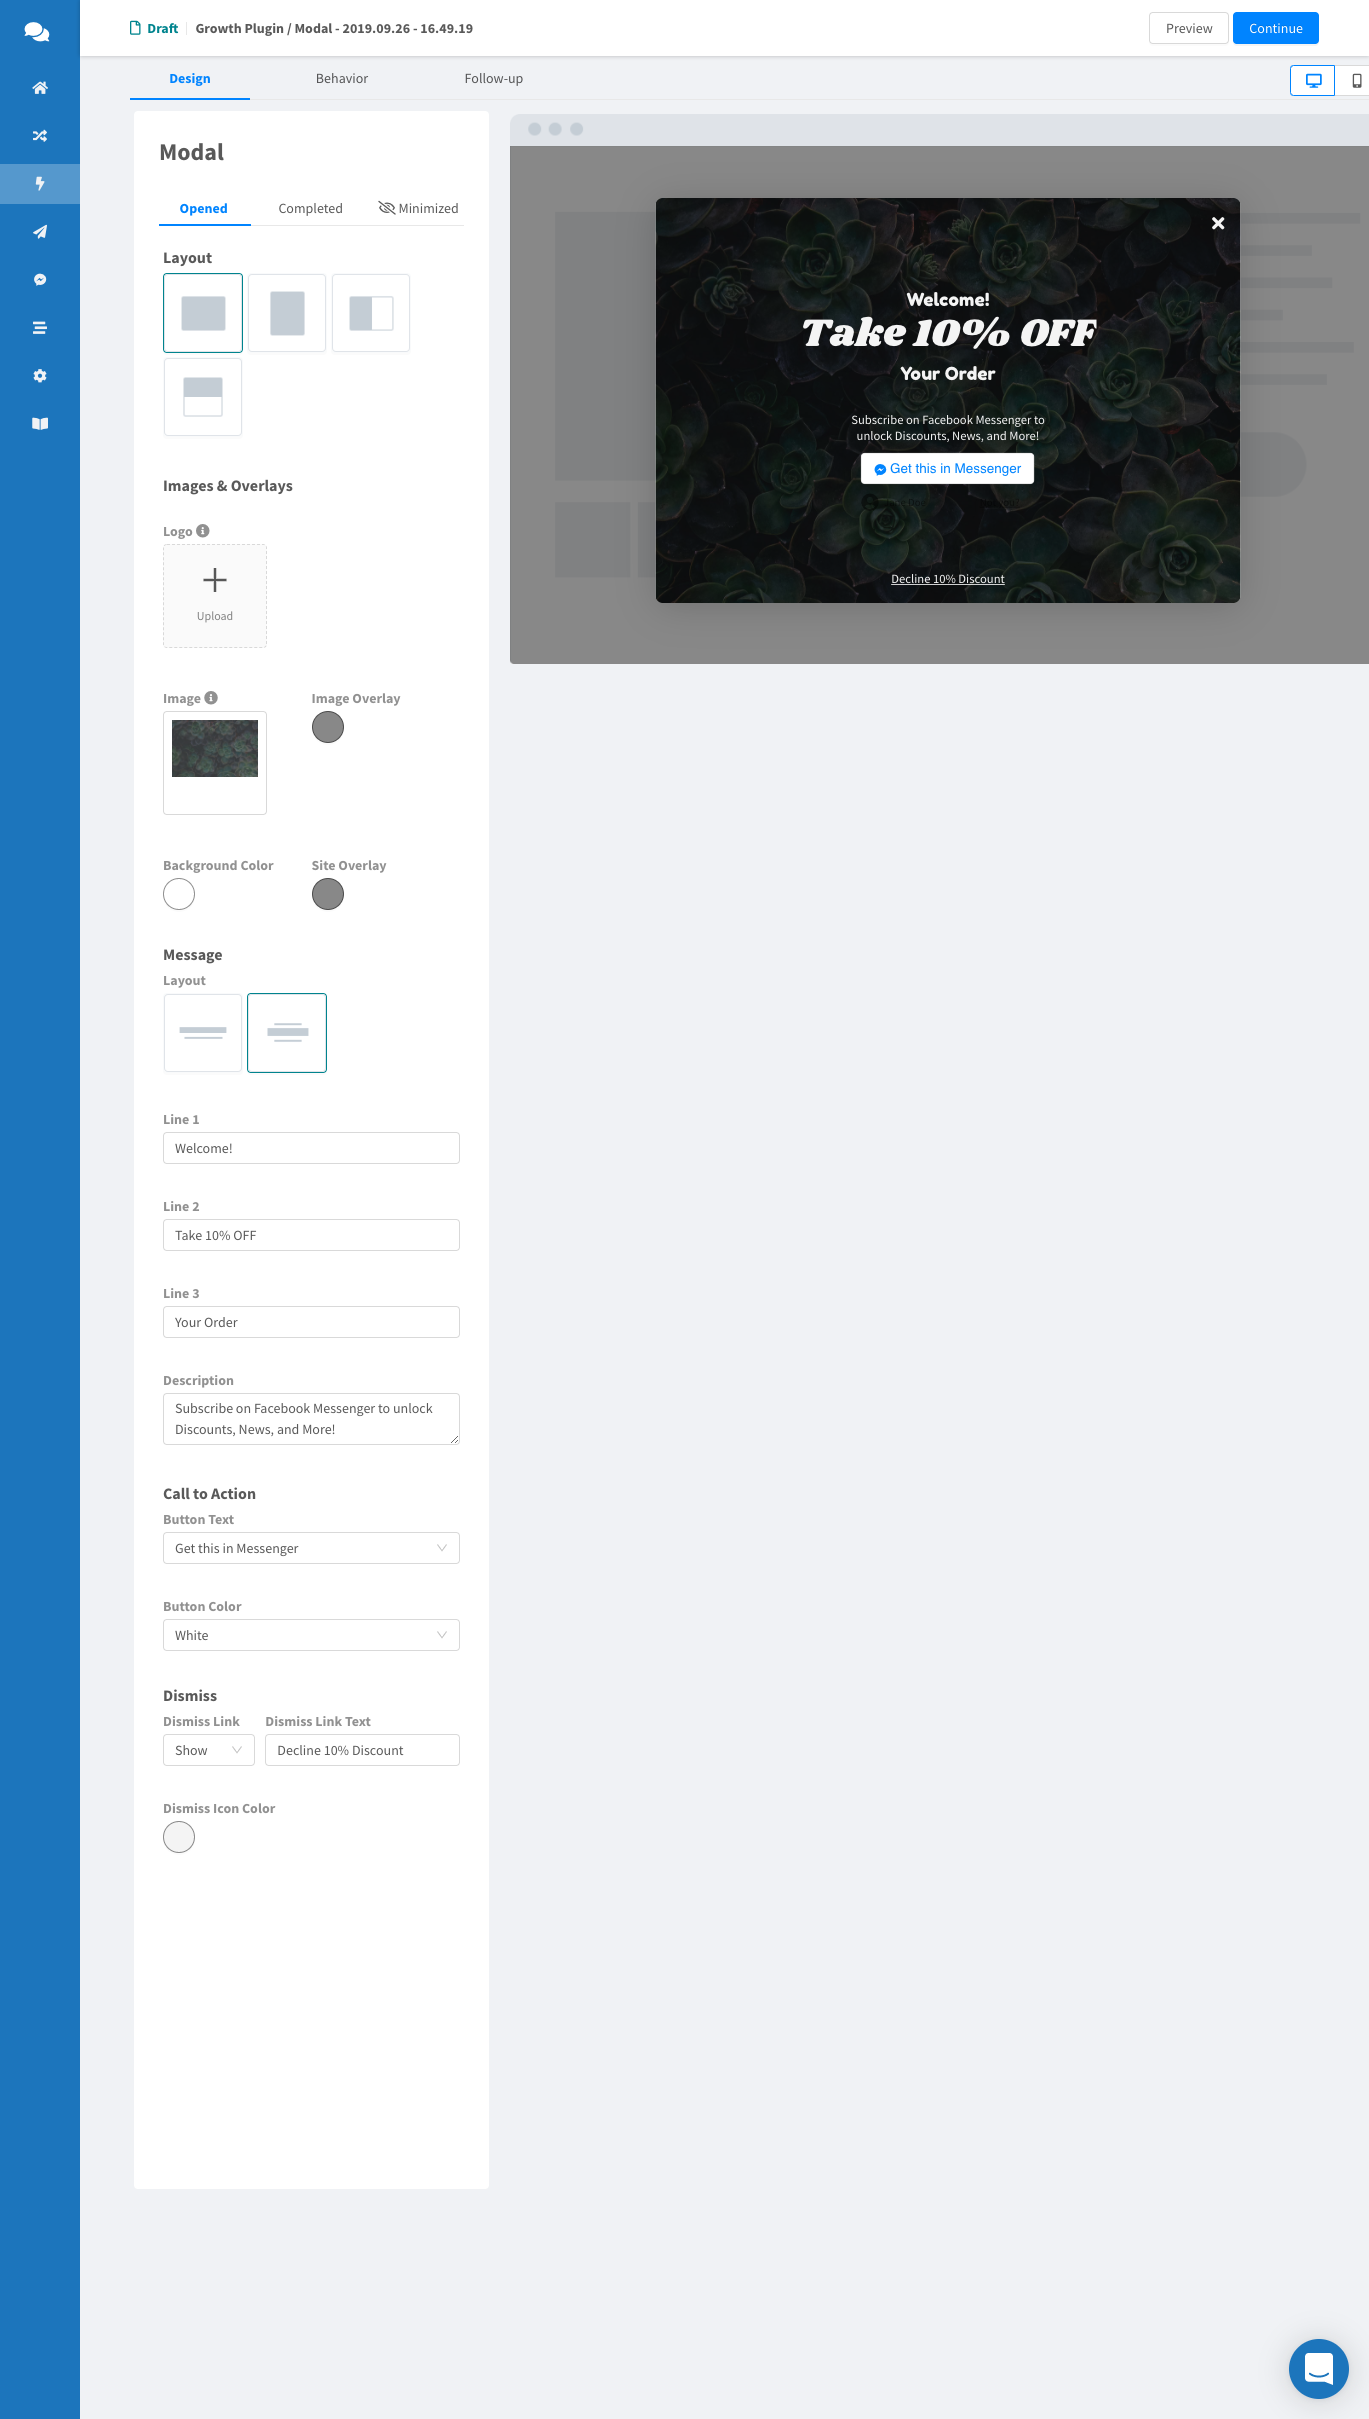 Draft
Growth Plugin / Modal - 2019.09.26 - 16.49.19
Preview
Continue
Design
Behavior
Follow-up
Modal
Opened
Completed
Minimized
Layout
Images & Overlays
Logo
Upload
Image
Image Overlay
Background Color
Site Overlay
Message
Layout
Line 1
Welcome!
Line 2
Take 10% OFF
Line 3
Your Order
Description
Subscribe on Facebook Messenger to unlock
Discounts, News, and More!
Call to Action
Button Text
Get this in Messenger
Button Color
White
Dismiss
Dismiss Link
Dismiss Link Text
Show
Decline 10% Discount
Dismiss Icon Color
Welcome!
Take 10% OFF
Your Order
Subscribe on Facebook Messenger to
unlock Discounts, News, and More!
Get this in Messenger
Decline 10% Discount